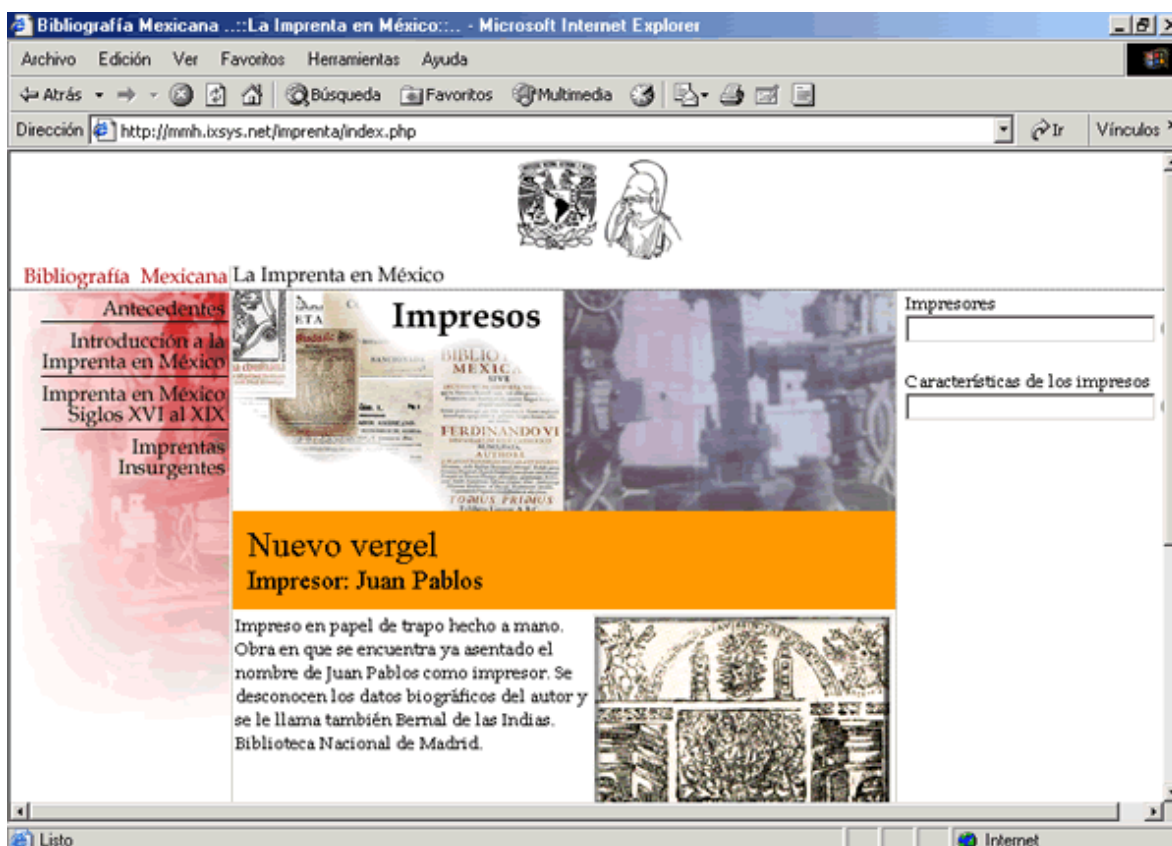 Bibliografía Mexicana ...::La Imprenta en México::... - Microsoft Internet Explorer
Archivo Edición Ver Favoritos Herramientas Ayuda
Atrás Búsqueda Favoritos Multimedia
Dirección http://mmh.ixsys.net/imprenta/index.php Ir Vínculos
Bibliografía Mexicana La Imprenta en México
Antecedentes
Introducción a la
Imprenta en México
Imprenta en México
Siglos XVI al XIX
Imprentas
Insurgentes
Impresos
MEXICA
SIVE
FERDINANDO VI
AUTHORE
TOMUS PRIMUS
Impresores
Características de los impresos
Nuevo vergel
Impresor: Juan Pablos
Impreso en papel de trapo hecho a mano.
Obra en que se encuentra ya asentado el
nombre de Juan Pablos como impresor. Se
desconocen los datos biográficos del autor y
se le llama también Bernal de las Indias.
Biblioteca Nacional de Madrid.
Listo Internet